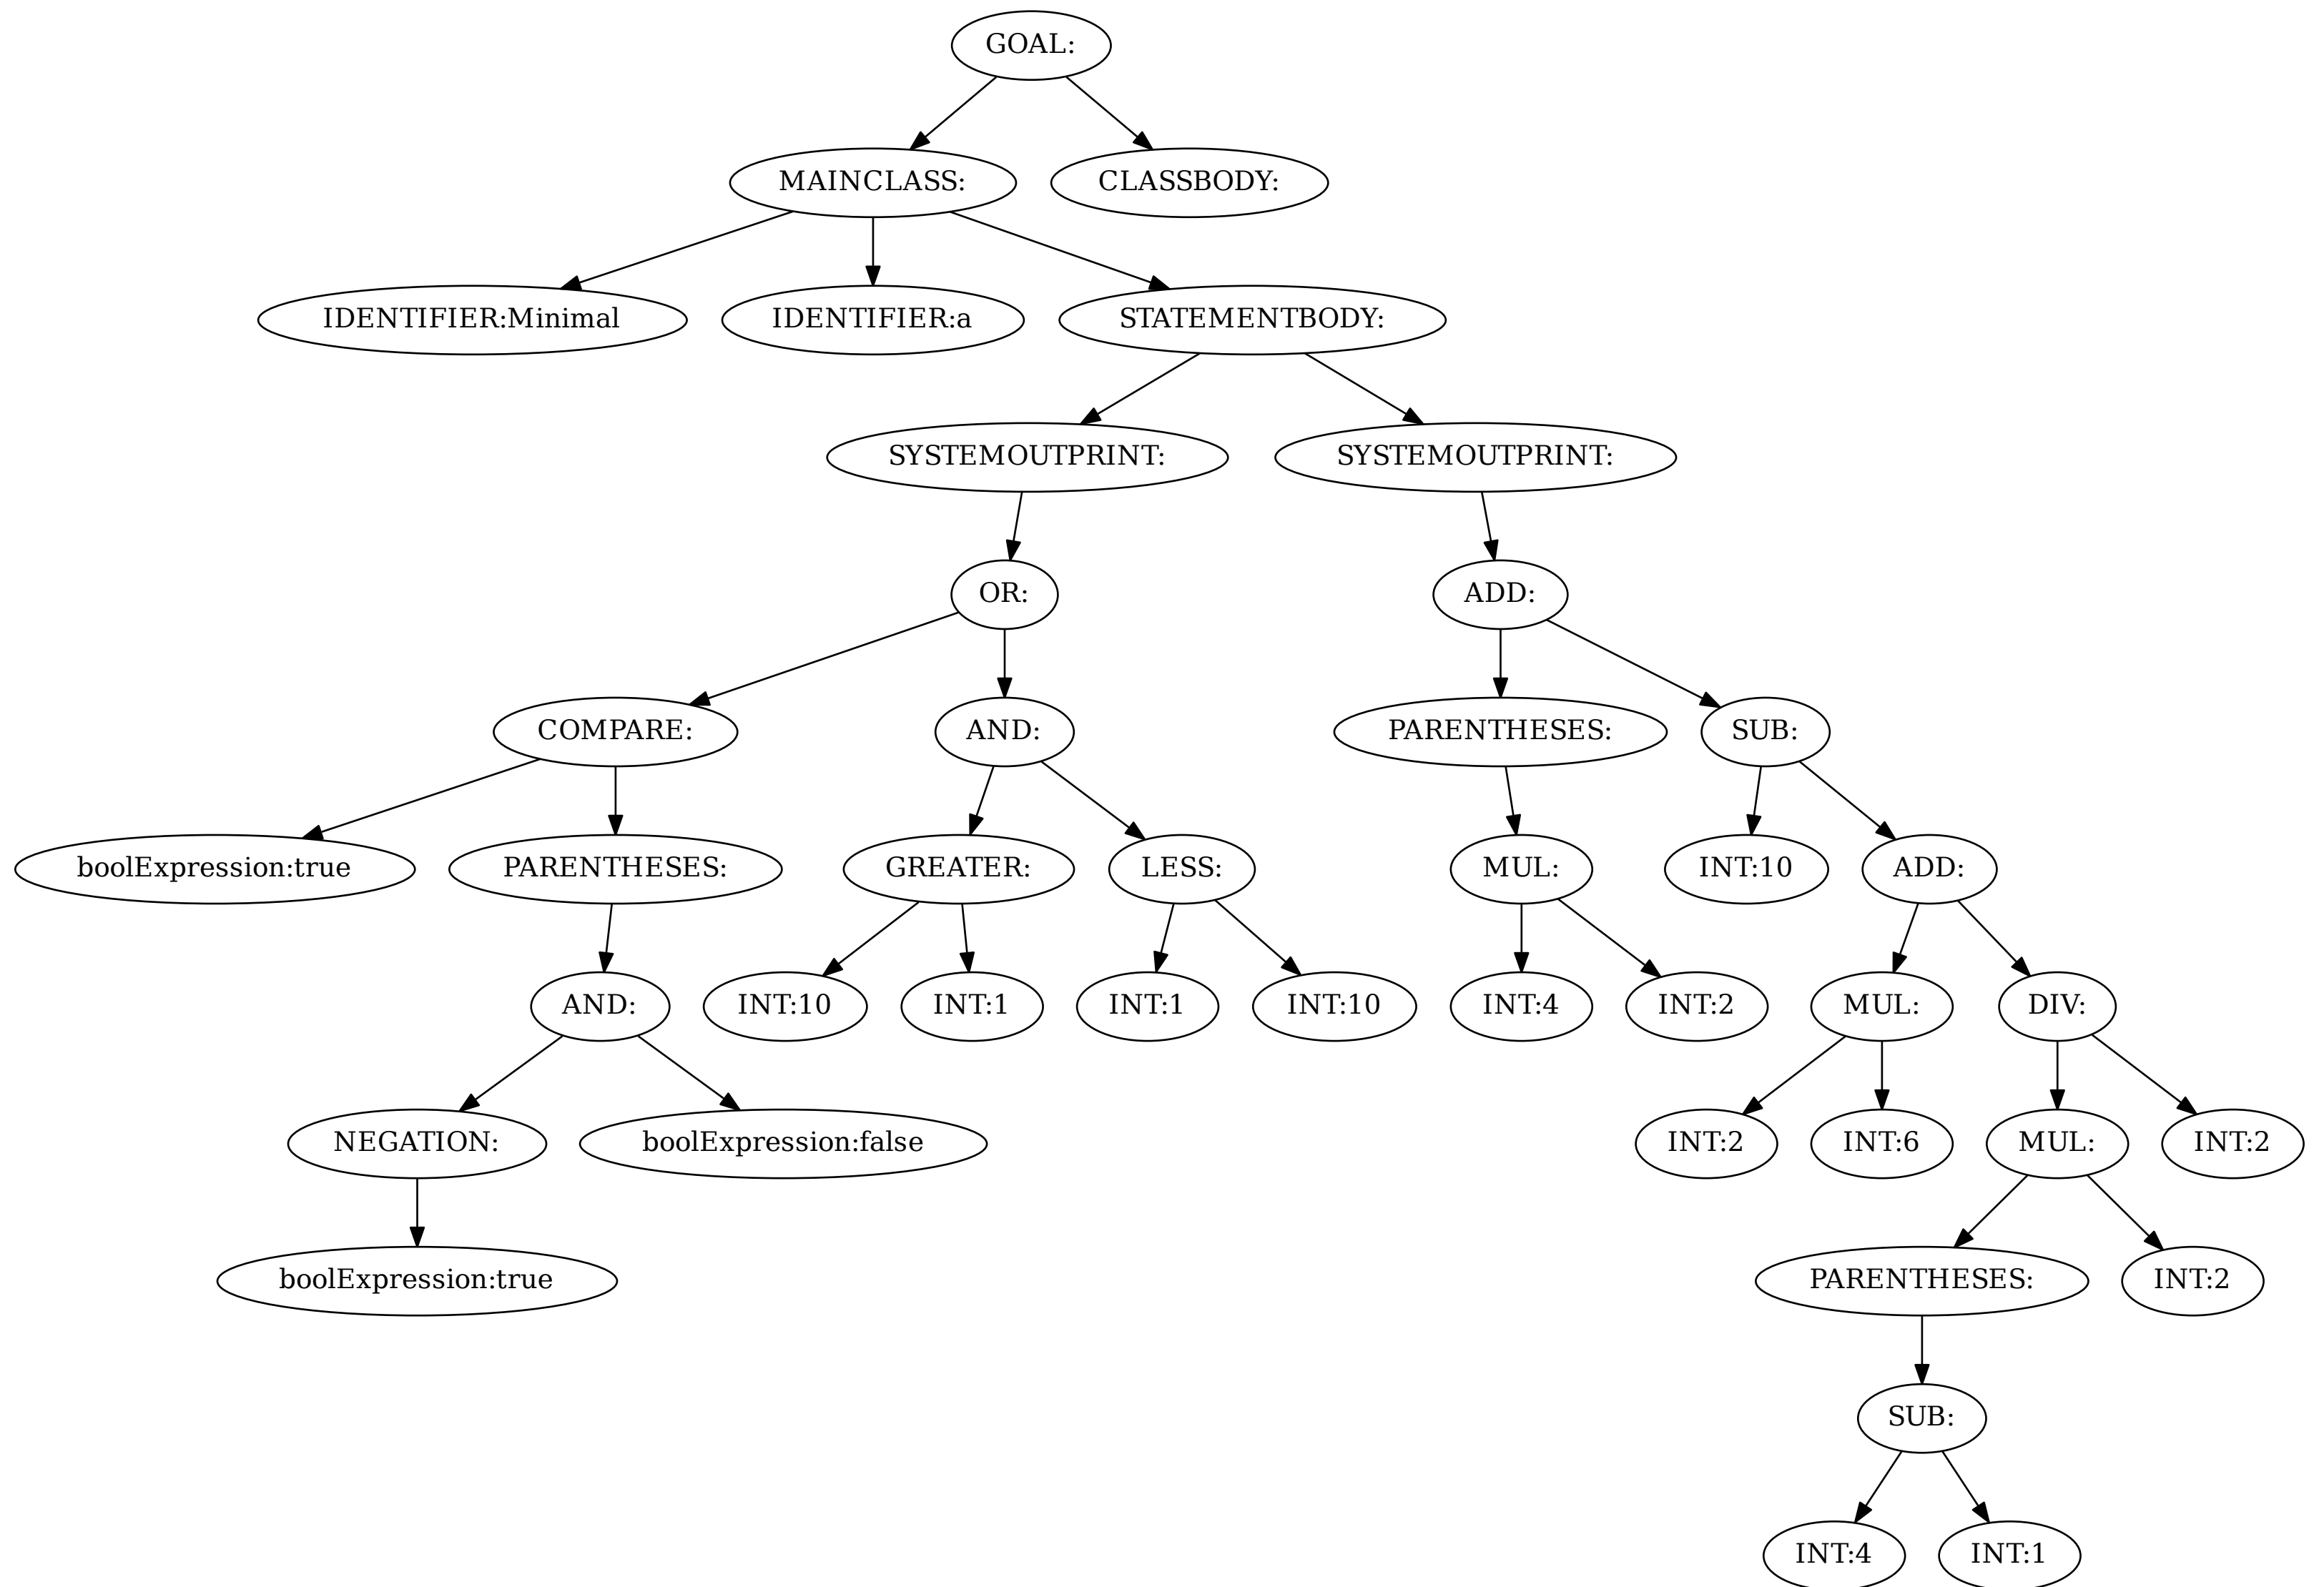 GOAL:
MAINCLASS:
CLASSBODY:
IDENTIFIER:Minimal
IDENTIFIER:a
STATEMENTBODY:
SYSTEMOUTPRINT:
SYSTEMOUTPRINT:
OR:
ADD:
COMPARE:
AND:
PARENTHESES:
SUB:
boolExpression:true
PARENTHESES:
GREATER:
LESS:
MUL:
INT:10
ADD:
AND:
INT:10
INT:1
INT:1
INT:10
INT:4
INT:2
MUL:
DIV:
NEGATION:
boolExpression:false
INT:2
INT:6
MUL:
INT:2
boolExpression:true
PARENTHESES:
INT:2
SUB:
INT:4
INT:1